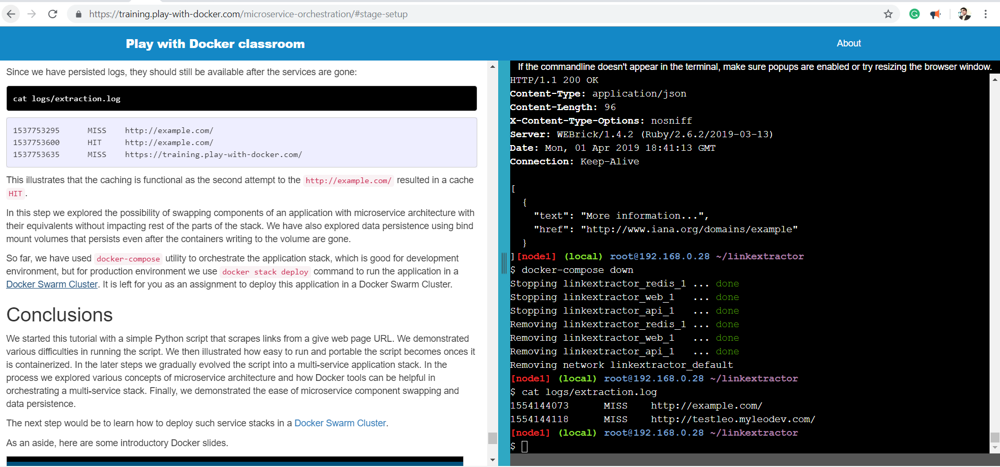 https://training.play-with-docker.com/microservice-orchestration/#stage-setup
Play with Docker classroom
About
Since we have persisted logs, they should still be available after the services are gone:
cat logs/extraction.log
1537753295 MISS http://example.com/
1537753600 HIT http://example.com/
1537753635 MISS https://training.play-with-docker.com/
This illustrates that the caching is functional as the second attempt to the http://example.com/ resulted in a cache
HIT.
In this step we explored the possibility of swapping components of an application with microservice architecture with
their equivalents without impacting rest of the parts of the stack. We have also explored data persistence using bind
mount volumes that persists even after the containers writing to the volume are gone.
So far, we have used docker-compose utility to orchestrate the application stack, which is good for development
environment, but for production environment we use docker stack deploy command to run the application in a
Docker Swarm Cluster. It is left for you as an assignment to deploy this application in a Docker Swarm Cluster.
Conclusions
We started this tutorial with a simple Python script that scrapes links from a give web page URL. We demonstrated
various difficulties in running the script. We then illustrated how easy to run and portable the script becomes onces it
is containerized. In the later steps we gradually evolved the script into a multi-service application stack. In the
process we explored various concepts of microservice architecture and how Docker tools can be helpful in
orchestrating a multi-service stack. Finally, we demonstrated the ease of microservice component swapping and
data persistence.
The next step would be to learn how to deploy such service stacks in a Docker Swarm Cluster.
As an aside, here are some introductory Docker slides.
If the commandline doesn't appear in the terminal, make sure popups are enabled or try resizing the browser window.
HTTP/1.1 200 OK
Content-Type: application/json
Content-Length: 96
X-Content-Type-Options: nosniff
Server: WEBrick/1.4.2 (Ruby/2.6.2/2019-03-13)
Date: Mon, 01 Apr 2019 18:41:13 GMT
Connection: Keep-Alive
[
{
"text": "More information...",
"href": "http://www.iana.org/domains/example"
}
][node1] (local) root@192.168.0.28 ~/linkextractor
$ docker-compose down
Stopping linkextractor_redis_1 ... done
Stopping linkextractor_web_1 ... done
Stopping linkextractor_api_1 ... done
Removing linkextractor_redis_1 ... done
Removing linkextractor_web_1 ... done
Removing linkextractor_api_1 ... done
Removing network linkextractor_default
[node1] (local) root@192.168.0.28 ~/linkextractor
$ cat logs/extraction.log
1554144073 MISS http://example.com/
1554144118 MISS http://testleo.myleodev.com/
[node1] (local) root@192.168.0.28 ~/linkextractor
$